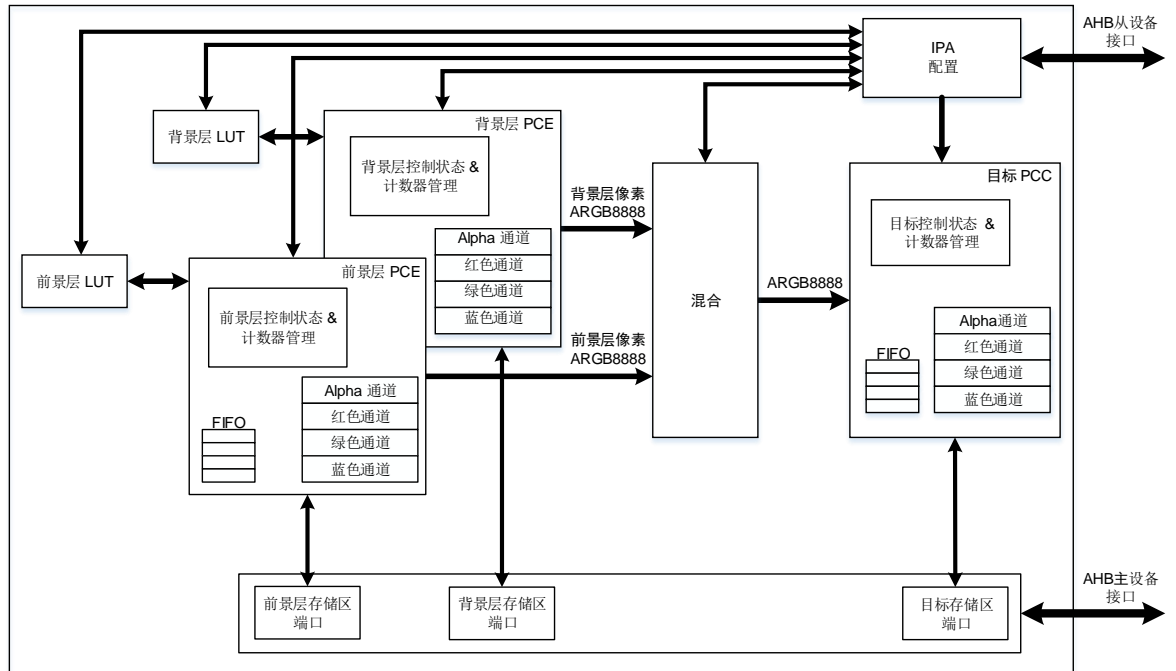 AHB从设备
接口
IPA
配置
背景层 LUT
背景层 PCE
背景层控制状态 &
计数器管理
Alpha 通道
红色通道
绿色通道
蓝色通道
背景层像素
ARGB8888
前景层 LUT
前景层 PCE
前景层控制状态 &
计数器管理
FIFO
Alpha 通道
红色通道
绿色通道
蓝色通道
前景层像素
ARGB8888
混合
ARGB8888
目标 PCC
目标控制状态 &
计数器管理
FIFO
Alpha通道
红色通道
绿色通道
蓝色通道
前景层存储区
端口
背景层存储区
端口
目标存储区
端口
AHB主设备
接口